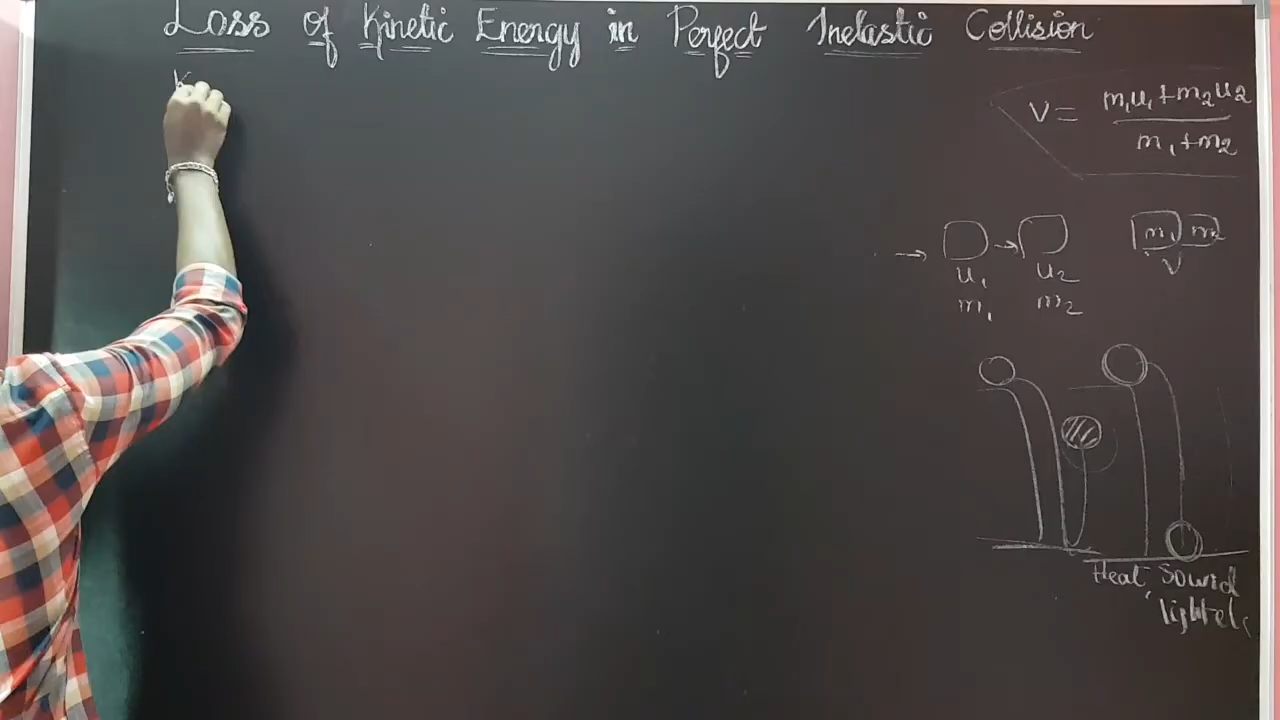 Loss of Kinetic Energy in Perfect Inelastic Collision
K
V = m₁u₁ + m₂u₂
m₁ + m₂
m₁ m₂
V
u₁ u₂
m₁ m₂
Heat, Sound
light etc